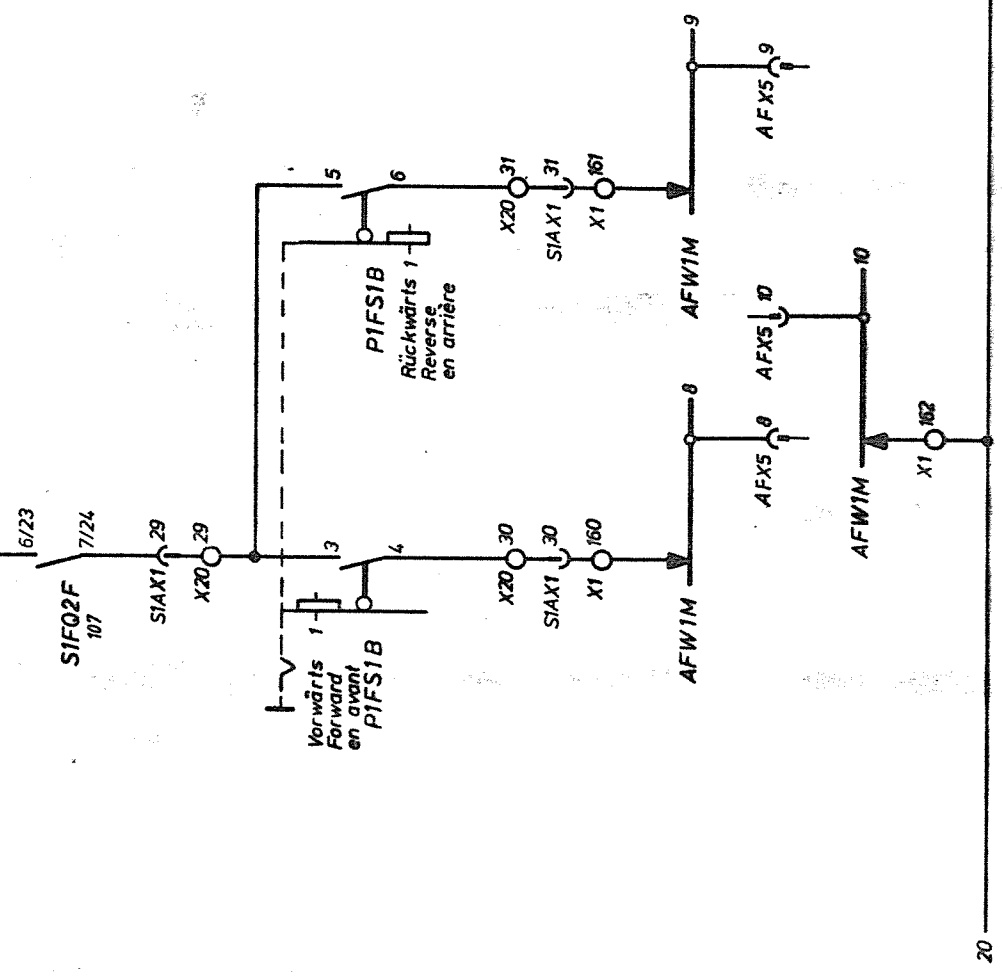 6/23
7/24
S1FQ2F
107
S1AX1
29
X20
29
3
4
5
6
1
Vorwärts
Forward
en avant
P1FS1B
P1FS1B
Rückwärts 1
Reverse
en arrière
X20
30
S1AX1
30
X1
160
X20
31
S1AX1
31
X1
161
AFW1M
8
AFX5
8
AFW1M
9
AFX5
9
AFX5
10
AFW1M
10
X1
162
20